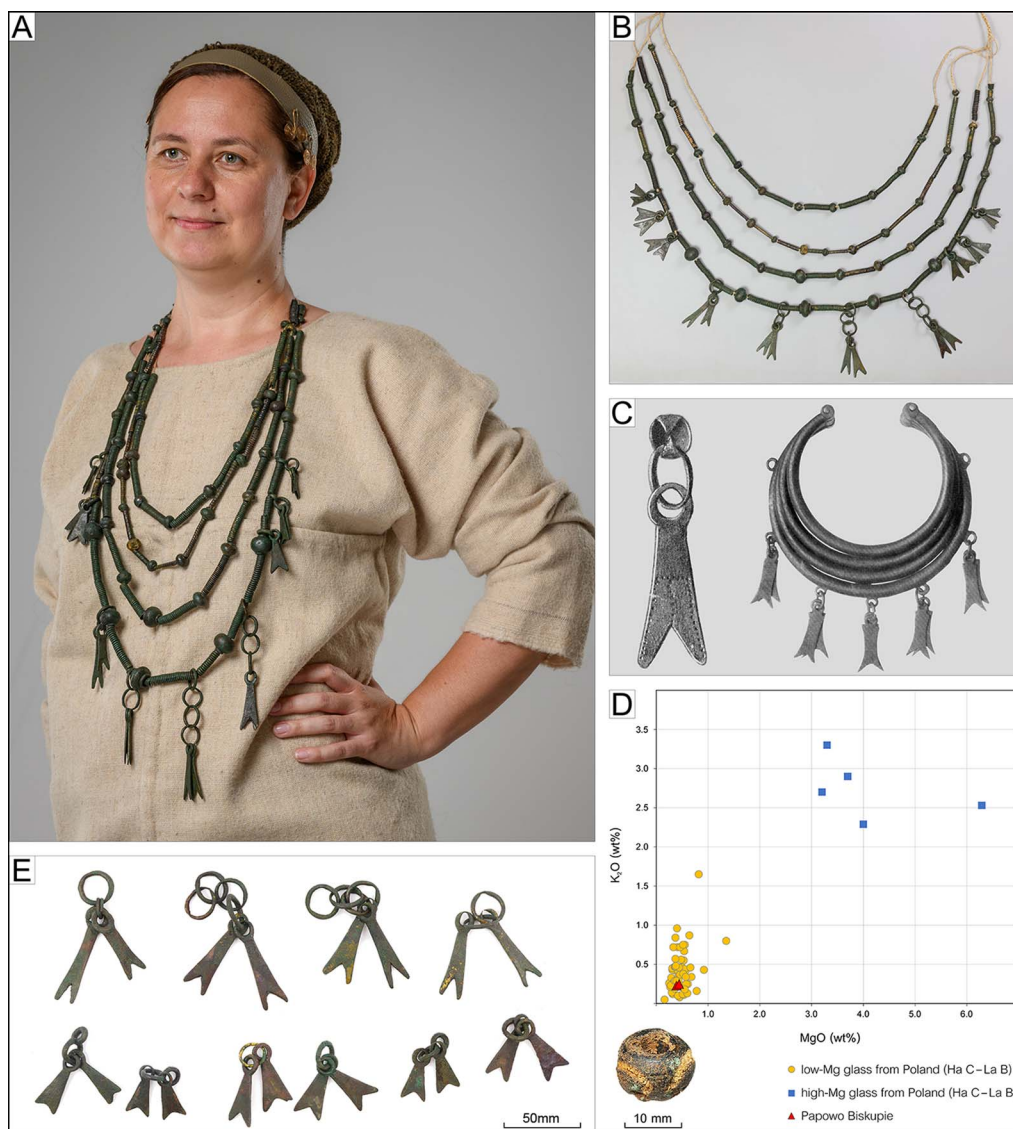 A
B
C
D
3.5
3.0
2.5
2.0
1.5
1.0
0.5
K₂O (wt%)
1.0 2.0 3.0 4.0 5.0 6.0
MgO (wt%)
low-Mg glass from Poland (Ha C–La B)
high-Mg glass from Poland (Ha C–La B
Papowo Biskupie
10 mm
E
50mm